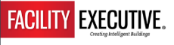 FACILITY EXECUTIVE®
Creating Intelligent Buildings